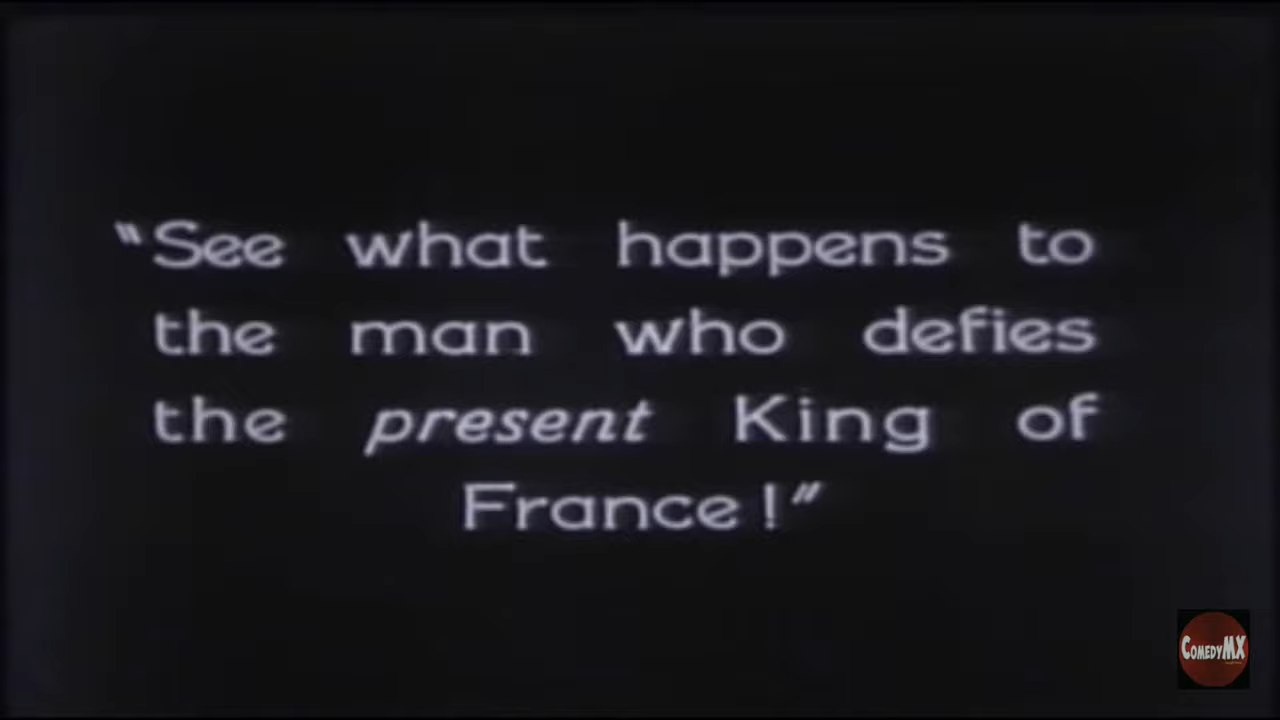 "See what happens to
the man who defies
the present King of
France!"
COMEDYMX